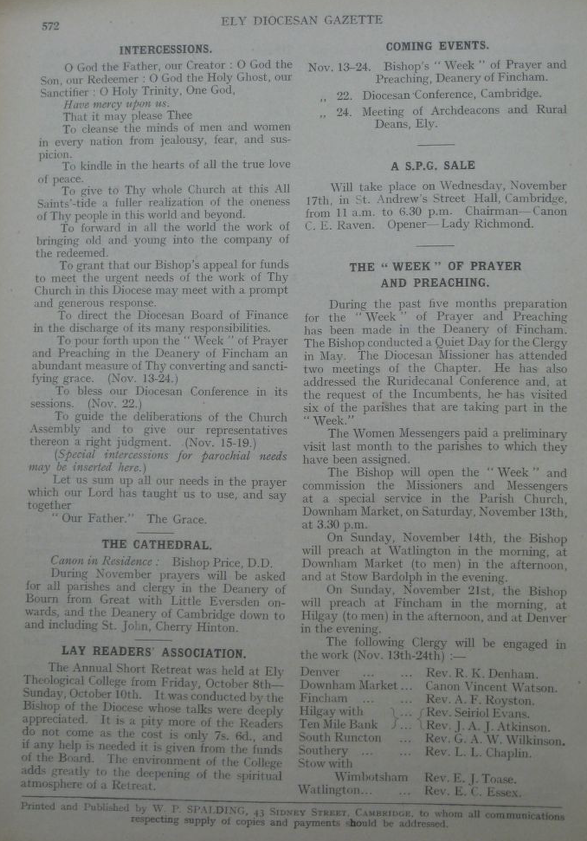 572
ELY DIOCESAN GAZETTE
INTERCESSIONS.
O God the Father, our Creator : O God the
Son, our Redeemer : O God the Holy Ghost, our
Sanctifier : O Holy Trinity, One God,
Have mercy upon us.
That it may please Thee
To cleanse the minds of men and women
in every nation from jealousy, fear, and sus-
picion.
To kindle in the hearts of all the true love
of peace.
To give to Thy whole Church at this All
Saints'-tide a fuller realization of the oneness
of Thy people in this world and beyond.
To forward in all the world the work of
bringing old and young into the company of
the redeemed.
To grant that our Bishop's appeal for funds
to meet the urgent needs of the work of Thy
Church in this Diocese may meet with a prompt
and generous response.
To direct the Diocesan Board of Finance
in the discharge of its many responsibilities.
To pour forth upon the " Week " of Prayer
and Preaching in the Deanery of Fincham an
abundant measure of Thy converting and sancti-
fying grace. (Nov. 13-24.)
To bless our Diocesan Conference in its
sessions. (Nov. 22.)
To guide the deliberations of the Church
Assembly and to give our representatives
thereon a right judgment. (Nov. 15-19.)
(Special intercessions for parochial needs
may be inserted here.)
Let us sum up all our needs in the prayer
which our Lord has taught us to use, and say
together
" Our Father." The Grace.
THE CATHEDRAL.
Canon in Residence : Bishop Price, D.D.
During November prayers will be asked
for all parishes and clergy in the Deanery of
Bourn from Great with Little Eversden on-
wards, and the Deanery of Cambridge down to
and including St. John, Cherry Hinton.
LAY READERS' ASSOCIATION.
The Annual Short Retreat was held at Ely
Theological College from Friday, October 8th—
Sunday, October 10th. It was conducted by the
Bishop of the Diocese whose talks were deeply
appreciated. It is a pity more of the Readers
do not come as the cost is only 7s. 6d., and
if any help is needed it is given from the funds
of the Board. The environment of the College
adds greatly to the deepening of the spiritual
atmosphere of a Retreat.
COMING EVENTS.
Nov. 13-24. Bishop's " Week " of Prayer and
Preaching, Deanery of Fincham.
„ 22. Diocesan Conference, Cambridge.
„ 24. Meeting of Archdeacons and Rural
Deans, Ely.
A S.P.G. SALE
Will take place on Wednesday, November
17th, in St. Andrew's Street Hall, Cambridge,
from 11 a.m. to 6.30 p.m. Chairman—Canon
C. E. Raven. Opener—Lady Richmond.
THE " WEEK " OF PRAYER
AND PREACHING.
During the past five months preparation
for the " Week " of Prayer and Preaching
has been made in the Deanery of Fincham.
The Bishop conducted a Quiet Day for the Clergy
in May. The Diocesan Missioner has attended
two meetings of the Chapter. He has also
addressed the Ruridecanal Conference and, at
the request of the Incumbents, he has visited
six of the parishes that are taking part in the
" Week."
The Women Messengers paid a preliminary
visit last month to the parishes to which they
have been assigned.
The Bishop will open the " Week " and
commission the Missioners and Messengers
at a special service in the Parish Church,
Downham Market, on Saturday, November 13th,
at 3.30 p.m.
On Sunday, November 14th, the Bishop
will preach at Watlington in the morning, at
Downham Market (to men) in the afternoon,
and at Stow Bardolph in the evening.
On Sunday, November 21st, the Bishop
will preach at Fincham in the morning, at
Hilgay (to men) in the afternoon, and at Denver
in the evening.
The following Clergy will be engaged in
the work (Nov. 13th-24th) :—
Denver ... ... Rev. R. K. Denham.
Downham Market ... Canon Vincent Watson.
Fincham ... ... Rev. A. F. Royston.
Hilgay with } ... { Rev. Seiriol Evans.
Ten Mile Bank } ... { Rev. J. A. J. Atkinson.
South Runcton ... Rev. G. A. W. Wilkinson.
Southery ... ... Rev. L. L. Chaplin.
Stow with
Wimbotsham Rev. E. J. Toase.
Watlington... ... Rev. E. C. Essex.
Printed and Published by W. P. SPALDING, 43 SIDNEY STREET, CAMBRIDGE, to whom all communications
respecting supply of copies and payments should be addressed.